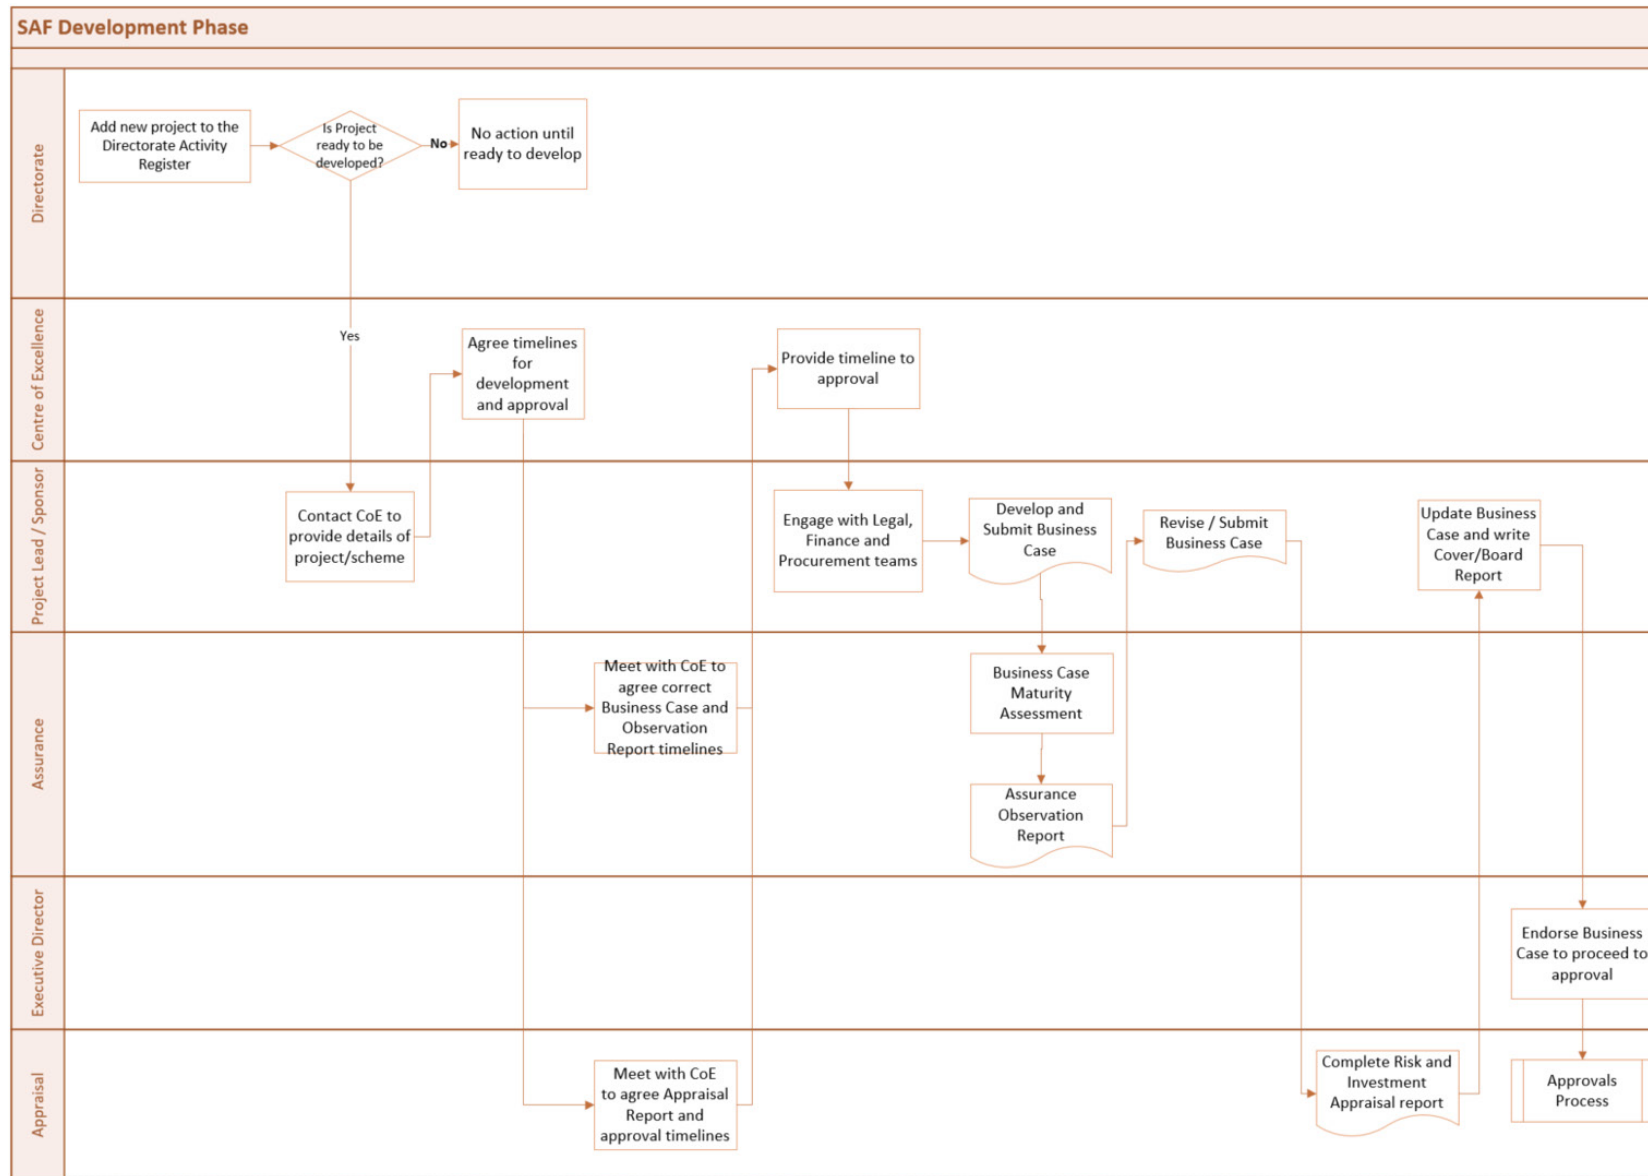 SAF Development Phase
Directorate
Add new project to the
Directorate Activity
Register
Is Project
ready to be
developed?
No
No action until
ready to develop
Centre of Excellence
Yes
Agree timelines
for
development
and approval
Provide timeline to
approval
Project Lead / Sponsor
Contact CoE to
provide details of
project/scheme
Engage with Legal,
Finance and
Procurement teams
Develop and
Submit Business
Case
Revise / Submit
Business Case
Update Business
Case and write
Cover/Board
Report
Assurance
Meet with CoE to
agree correct
Business Case and
Observation
Report timelines
Business Case
Maturity
Assessment
Assurance
Observation
Report
Executive Director
Endorse Business
Case to proceed to
approval
Appraisal
Meet with CoE
to agree Appraisal
Report and
approval timelines
Complete Risk and
Investment
Appraisal report
Approvals
Process